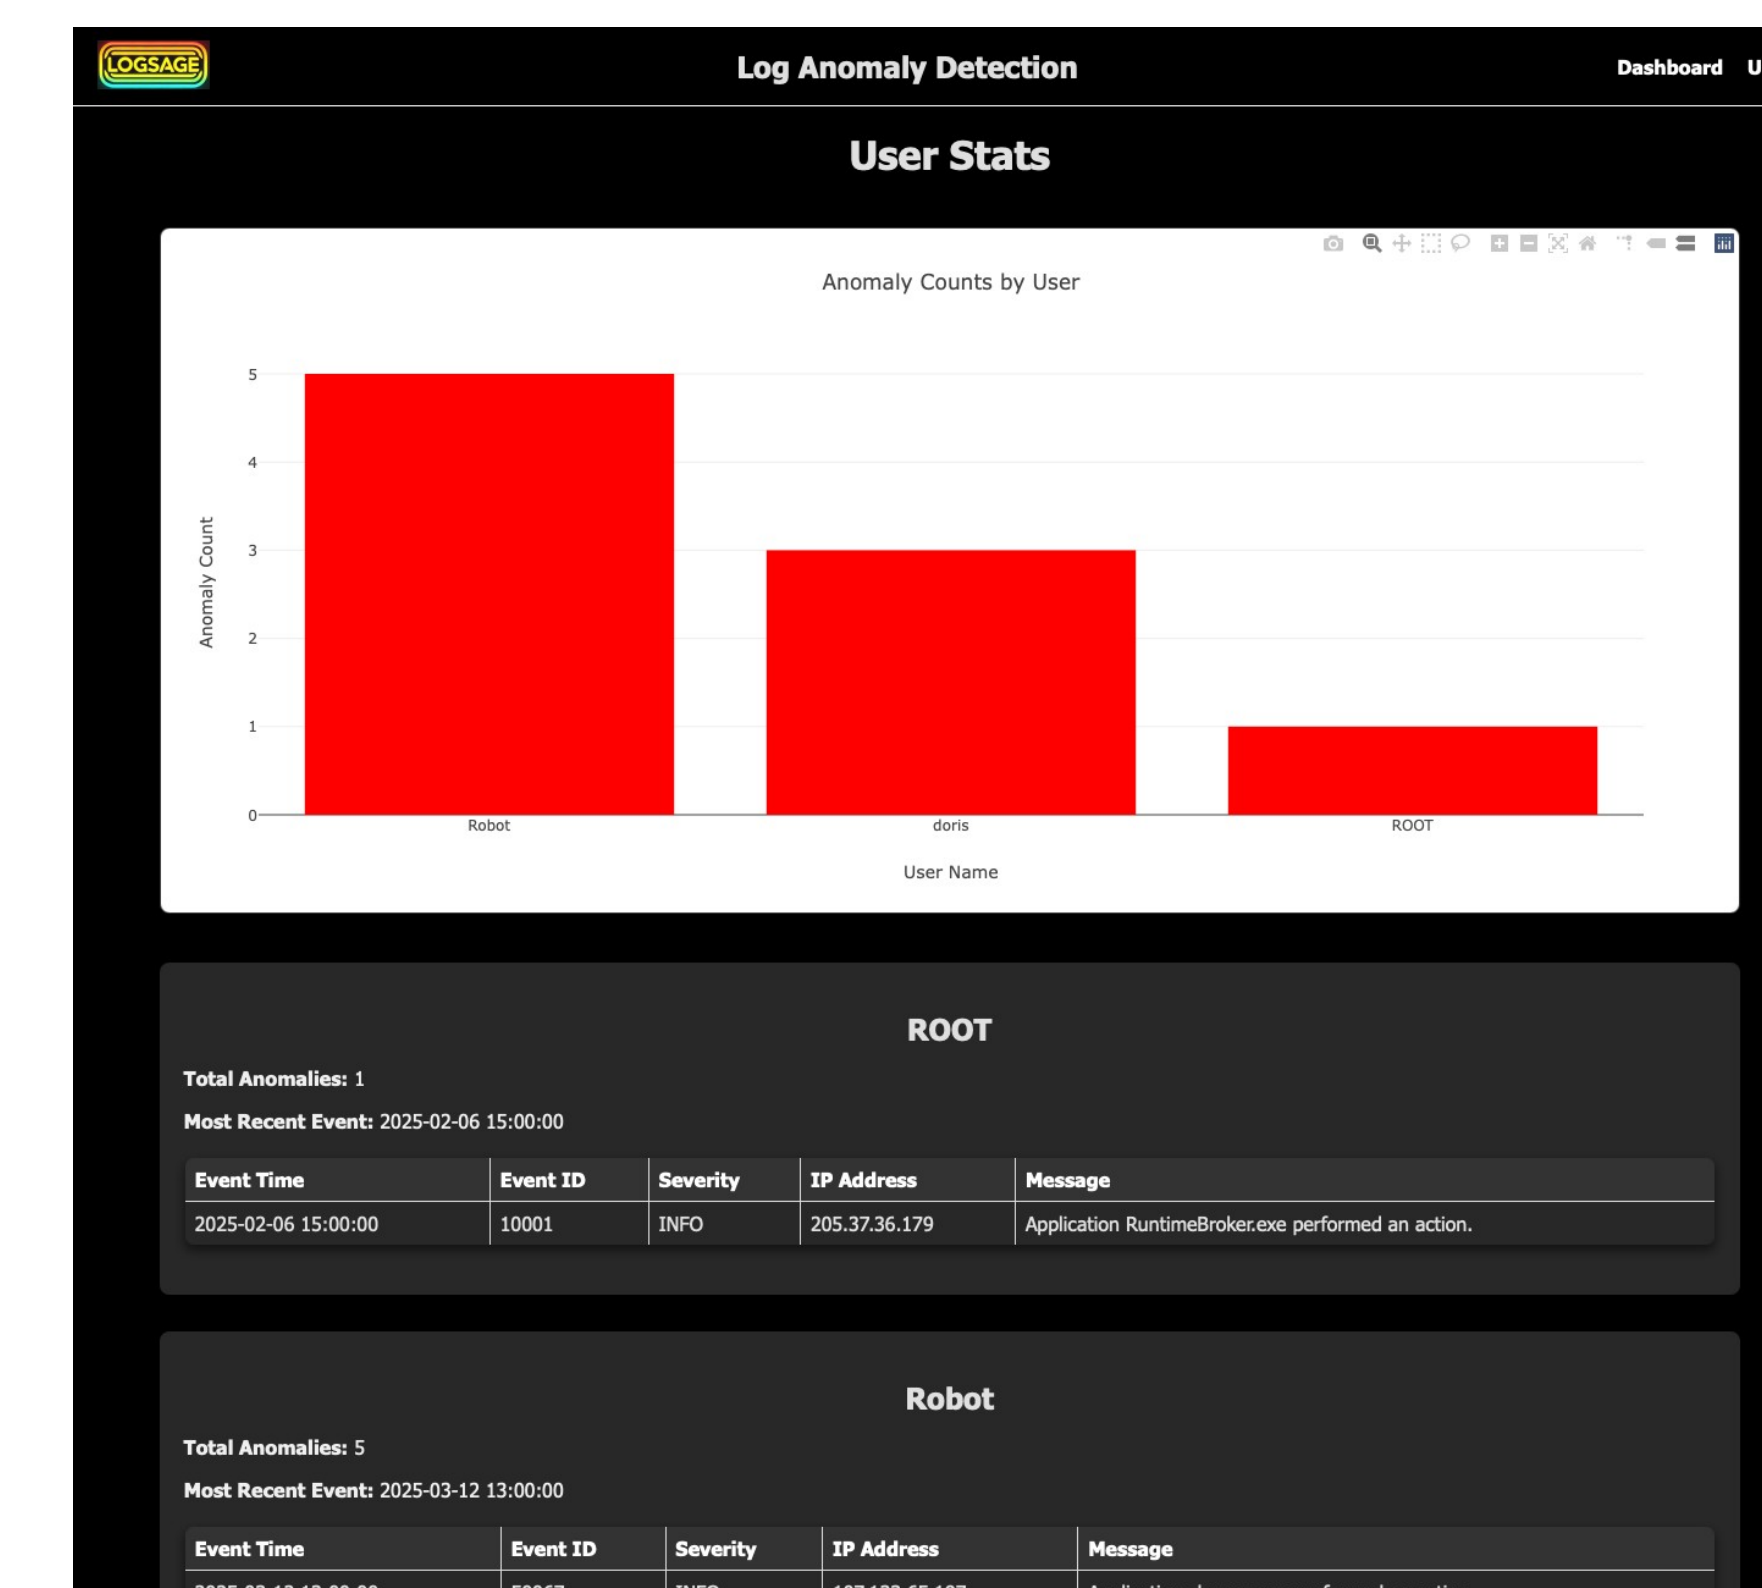 LOGSAGE
Log Anomaly Detection
Dashboard
User Stats
Anomaly Counts by User
5
4
3
2
1
0
Anomaly Count
Robot doris ROOT
User Name
ROOT
Total Anomalies: 1
Most Recent Event: 2025-02-06 15:00:00
Event Time Event ID Severity IP Address Message
2025-02-06 15:00:00 10001 INFO 205.37.36.179 Application RuntimeBroker.exe performed an action.
Robot
Total Anomalies: 5
Most Recent Event: 2025-03-12 13:00:00
Event Time Event ID Severity IP Address Message